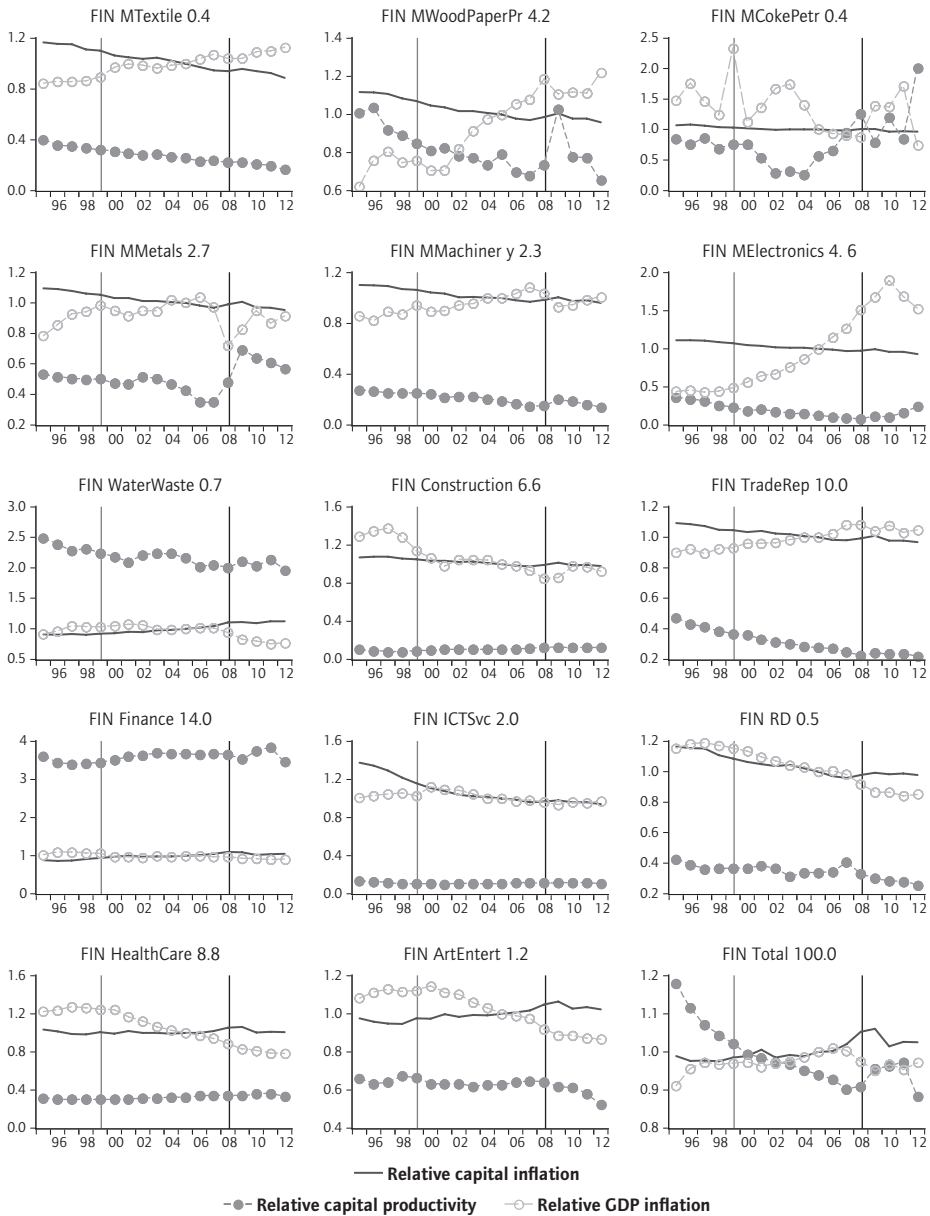 FIN MTextile 0.4 FIN MWoodPaperPr 4.2 FIN MCokePetr 0.4
1.2 1.4 2.5
2.0
1.2
0.8 1.5
1.0
1.0
0.4
0.8 0.5
0.0 0.6 0.0
96 98 00 02 04 06 08 10 12 96 98 00 02 04 06 08 10 12 96 98 00 02 04 06 08 10 12
FIN MMetals 2.7 FIN MMachiner y 2.3 FIN MElectronics 4. 6
1.2 1.2 2.0
1.0 1.5
0.8
0.8 1.0
0.6 0.4 0.5
0.4
0.2 0.0 0.0
96 98 00 02 04 06 08 10 12 96 98 00 02 04 06 08 10 12 96 98 00 02 04 06 08 10 12
FIN WaterWaste 0.7 FIN Construction 6.6 FIN TradeRep 10.0
3.0 1.6 1.2
2.5 1.2 1.0
2.0 0.8 0.8
1.5 0.6
1.0 0.4 0.4
0.5 0.0 0.2
96 98 00 02 04 06 08 10 12 96 98 00 02 04 06 08 10 12 96 98 00 02 04 06 08 10 12
FIN Finance 14.0 FIN ICTSvc 2.0 FIN RD 0.5
4 1.6 1.2
3 1.2 1.0
2 0.8 0.8
0.6
1 0.4 0.4
0 0.0 0.2
96 98 00 02 04 06 08 10 12 96 98 00 02 04 06 08 10 12 96 98 00 02 04 06 08 10 12
FIN HealthCare 8.8 FIN ArtEntert 1.2 FIN Total 100.0
1.6 1.2 1.2
1.2 1.0 1.1
0.8 0.8 1.0
0.4 0.6 0.9
0.0 0.4 0.8
96 98 00 02 04 06 08 10 12 96 98 00 02 04 06 08 10 12 96 98 00 02 04 06 08 10 12
Relative capital inflation
Relative capital productivity Relative GDP inflation